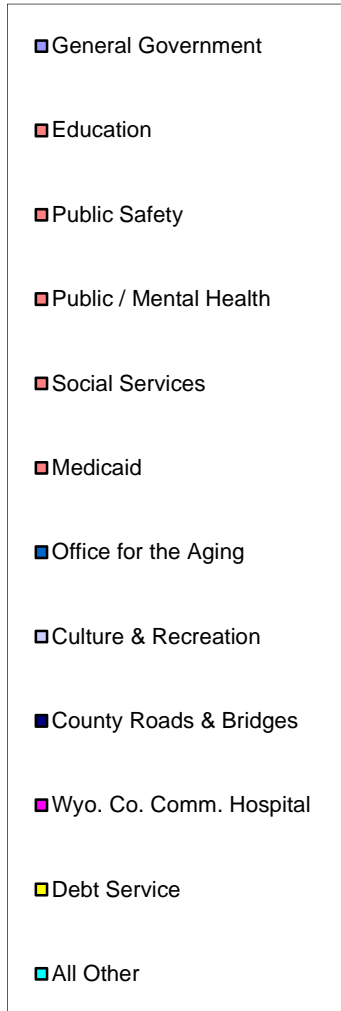 General Government
Education
Public Safety
Public / Mental Health
Social Services
Medicaid
Office for the Aging
Culture & Recreation
County Roads & Bridges
Wyo. Co. Comm. Hospital
Debt Service
All Other